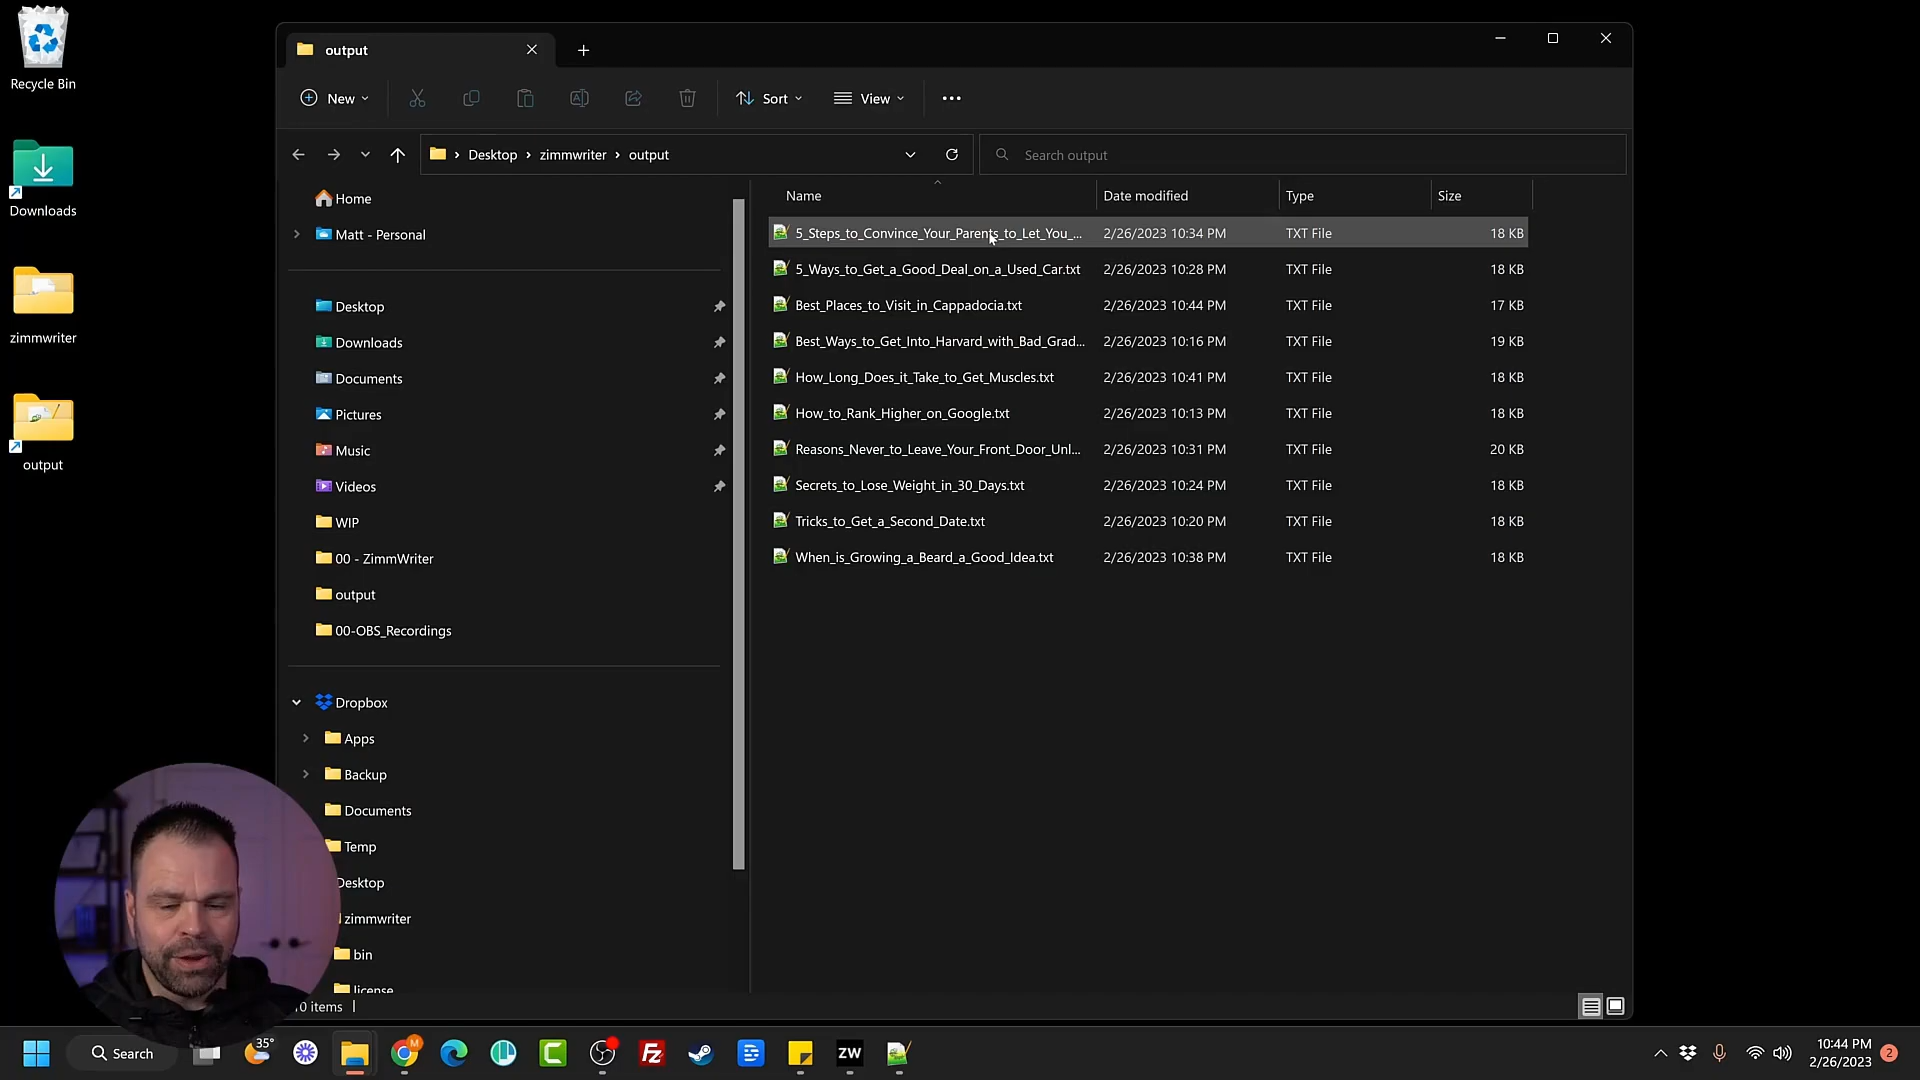 Recycle Bin
Downloads
zimmwriter
output
output
New
Sort
View
Desktop
zimmwriter
output
Search output
Home
Matt - Personal
Desktop
Downloads
Documents
Pictures
Music
Videos
WIP
00 - ZimmWriter
output
00-OBS_Recordings
Dropbox
Apps
Backup
Documents
Temp
Desktop
zimmwriter
bin
license
Name Date modified Type Size
5_Steps_to_Convince_Your_Parents_to_Let_You_... 2/26/2023 10:34 PM TXT File 18 KB
5_Ways_to_Get_a_Good_Deal_on_a_Used_Car.txt 2/26/2023 10:28 PM TXT File 18 KB
Best_Places_to_Visit_in_Cappadocia.txt 2/26/2023 10:44 PM TXT File 17 KB
Best_Ways_to_Get_Into_Harvard_with_Bad_Grad... 2/26/2023 10:16 PM TXT File 19 KB
How_Long_Does_it_Take_to_Get_Muscles.txt 2/26/2023 10:41 PM TXT File 18 KB
How_to_Rank_Higher_on_Google.txt 2/26/2023 10:13 PM TXT File 18 KB
Reasons_Never_to_Leave_Your_Front_Door_Unl... 2/26/2023 10:31 PM TXT File 20 KB
Secrets_to_Lose_Weight_in_30_Days.txt 2/26/2023 10:24 PM TXT File 18 KB
Tricks_to_Get_a_Second_Date.txt 2/26/2023 10:20 PM TXT File 18 KB
When_is_Growing_a_Beard_a_Good_Idea.txt 2/26/2023 10:38 PM TXT File 18 KB
10 items
Search
35°
M
FZ
ZW
10:44 PM
2/26/2023
2